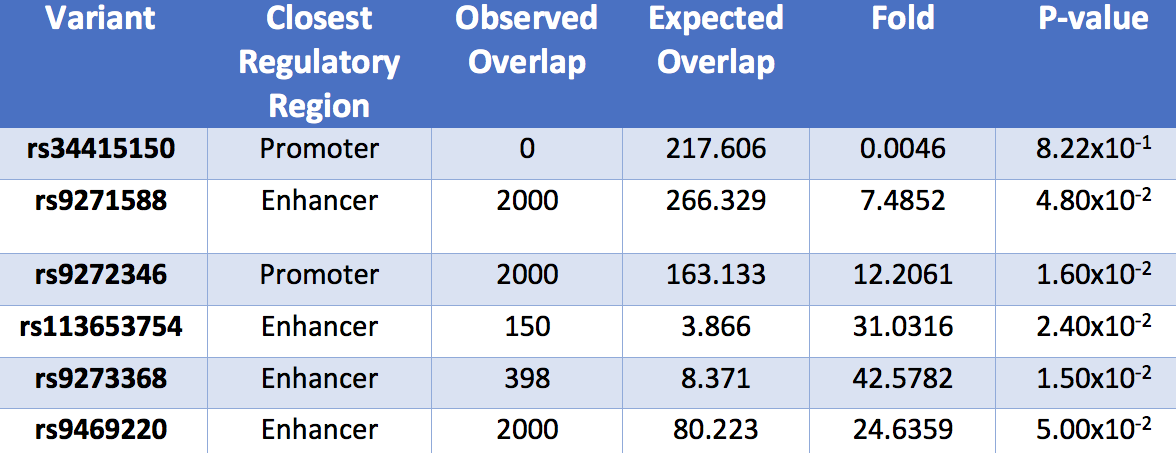 Variant Closest Regulatory Region Observed Overlap Expected Overlap Fold P-value
rs34415150 Promoter 0 217.606 0.0046 8.22x10⁻¹
rs9271588 Enhancer 2000 266.329 7.4852 4.80x10⁻²
rs9272346 Promoter 2000 163.133 12.2061 1.60x10⁻²
rs113653754 Enhancer 150 3.866 31.0316 2.40x10⁻²
rs9273368 Enhancer 398 8.371 42.5782 1.50x10⁻²
rs9469220 Enhancer 2000 80.223 24.6359 5.00x10⁻²